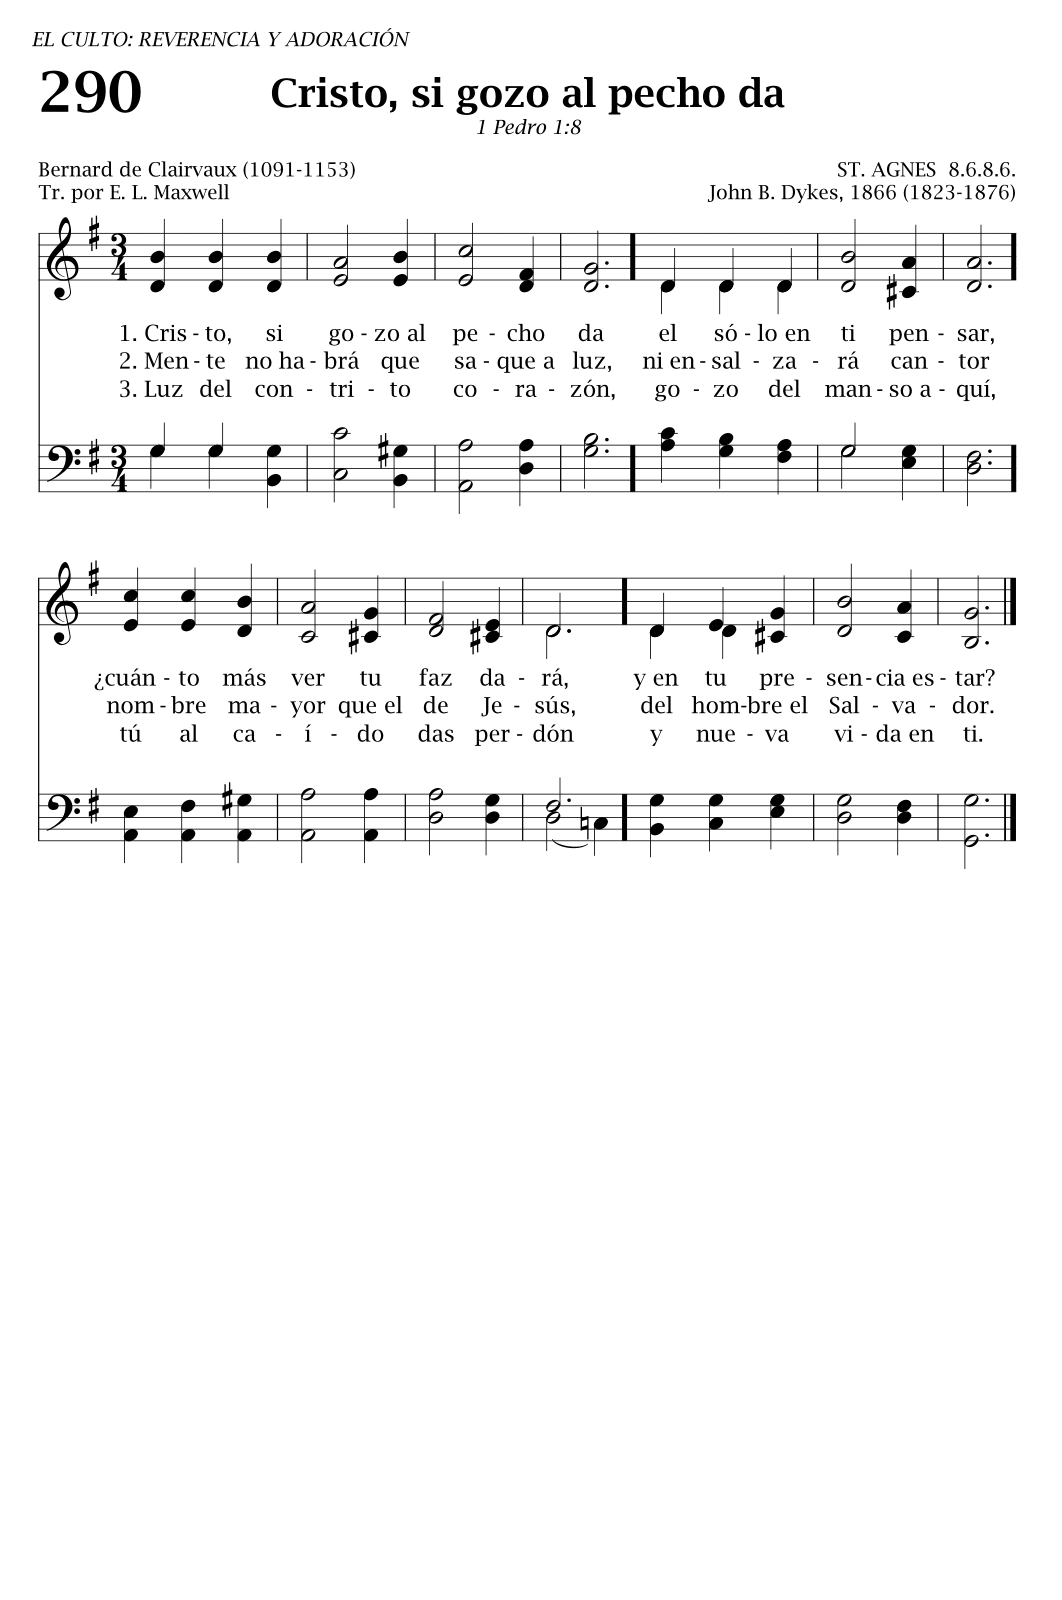 EL CULTO: REVERENCIA Y ADORACIÓN
290 Cristo, si gozo al pecho da
1 Pedro 1:8
Bernard de Clairvaux (1091-1153) ST. AGNES 8.6.8.6.
Tr. por E. L. Maxwell John B. Dykes, 1866 (1823-1876)
1. Cris - to, si go - zo al pe - cho da el só - lo en ti pen - sar,
2. Men - te no ha - brá que sa - que a luz, ni en - sal - za - rá can - tor
3. Luz del con - tri - to co - ra - zón, go - zo del man - so a - quí,
¿cuán - to más ver tu faz da - rá, y en tu pre - sen - cia es - tar?
nom - bre ma - yor que el de Je - sús, del hom - bre el Sal - va - dor.
tú al ca - í - do das per - dón y nue - va vi - da en ti.